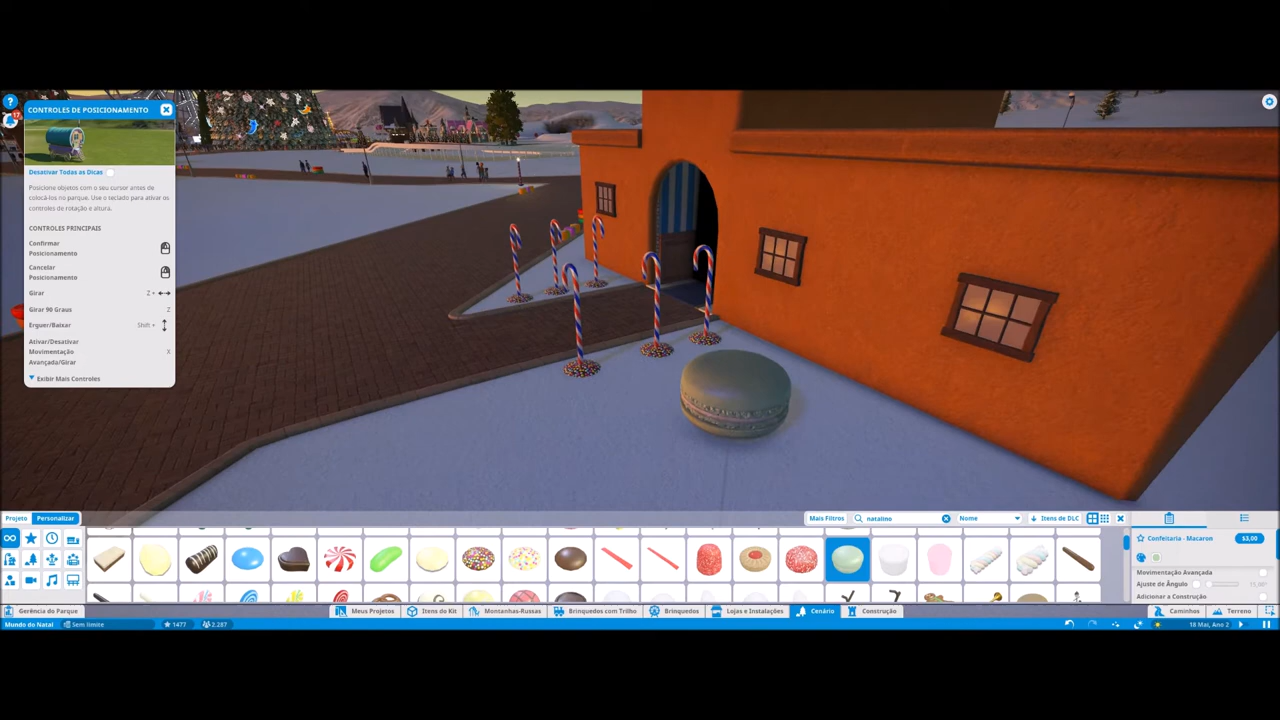 ?
17
CONTROLES DE POSICIONAMENTO
Desativar Todas as Dicas
Posicione objetos com o seu cursor antes de
colocá-los no parque. Use o teclado para ativar os
controles de rotação e altura.
CONTROLES PRINCIPAIS
Confirmar
Posicionamento
Cancelar
Posicionamento
Girar
Z +
Girar 90 Graus
Z
Erguer/Baixar
Shift +
Ativar/Desativar
Movimentação
Avançada/Girar
X
Exibir Mais Controles
Projeto
Personalizar
Mais Filtros
natalino
Nome
Itens de DLC
Confeitaria - Macaron
$3,00
Movimentação Avançada
Ajuste de Ângulo
15,00°
Adicionar a Construção
Gerência do Parque
Meus Projetos
Itens do Kit
Montanhas-Russas
Brinquedos com Trilho
Brinquedos
Lojas e Instalações
Cenário
Construção
Caminhos
Terreno
Mundo do Natal
Sem limite
1477
2.287
18 Mai, Ano 2